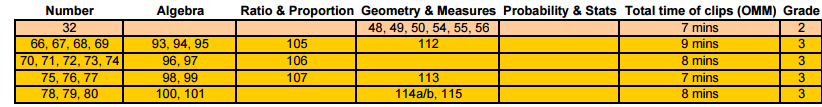 Number Algebra Ratio & Proportion Geometry & Measures Probability & Stats Total time of clips (OMM) Grade
32 48, 49, 50, 54, 55, 56 7 mins 2
66, 67, 68, 69 93, 94, 95 105 112 9 mins 3
70, 71, 72, 73, 74 96, 97 106 8 mins 3
75, 76, 77 98, 99 107 113 7 mins 3
78, 79, 80 100, 101 114a/b, 115 8 mins 3